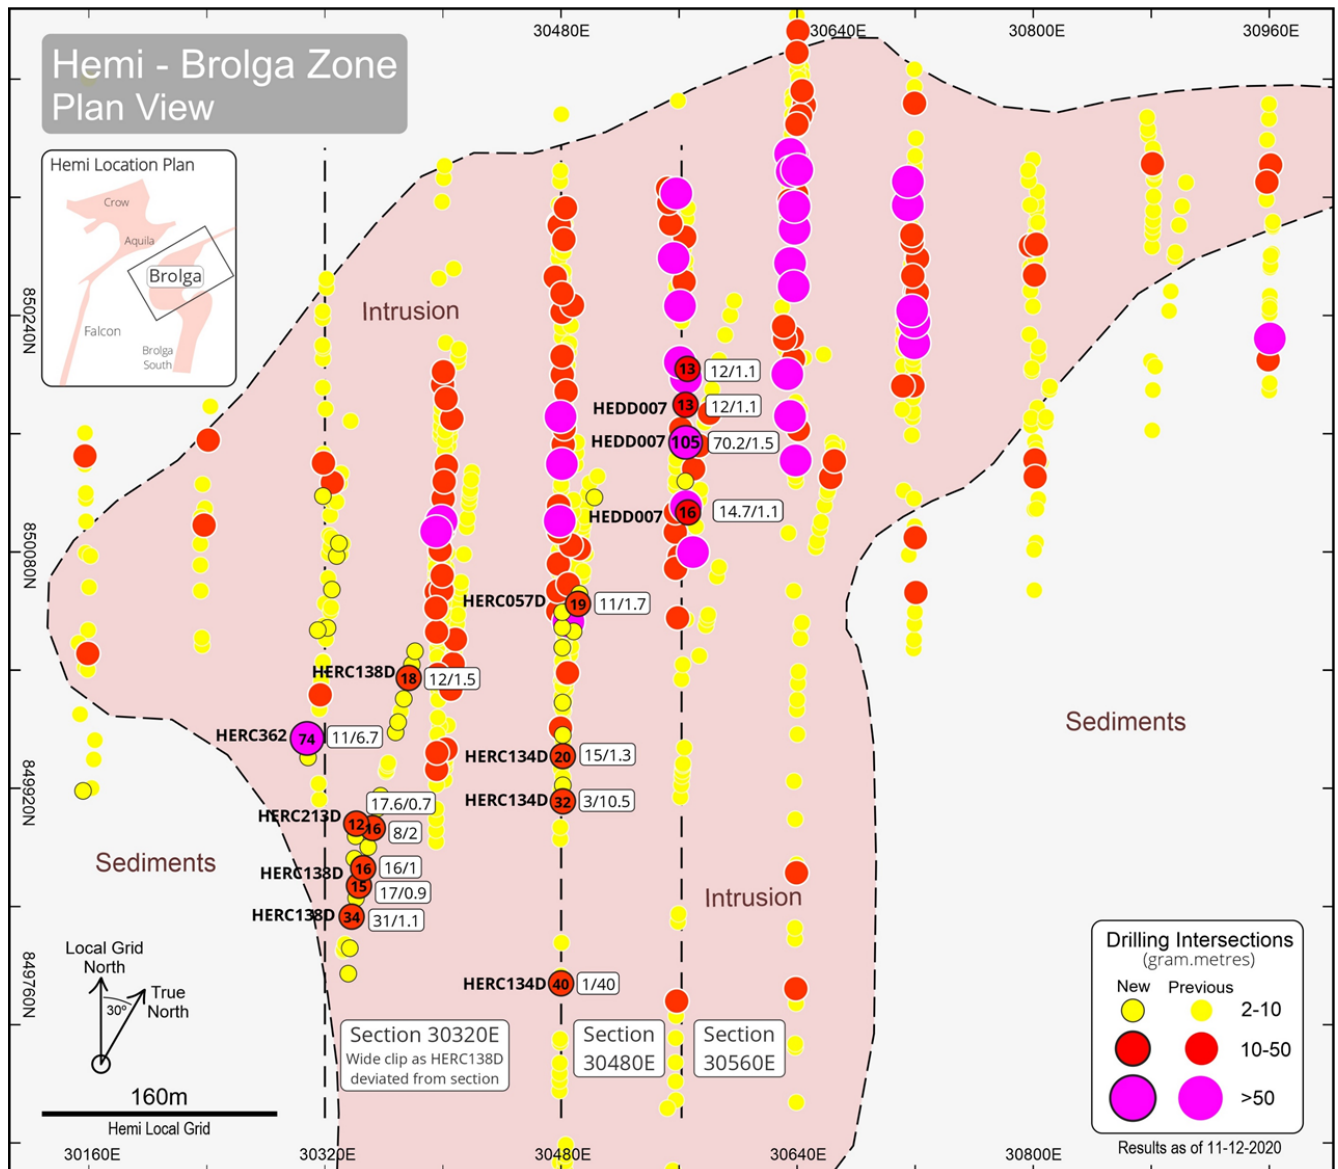 30480E
30640E
30800E
30960E
Hemi - Brolga Zone
Plan View
Hemi Location Plan
Crow
Aquila
Brolga
Falcon
Brolga
South
850240N
850080N
849920N
849760N
Intrusion
13
12/1.1
HEDD007
13
12/1.1
HEDD007
105
70.2/1.5
HEDD007
16
14.7/1.1
HERC057D
19
11/1.7
HERC138D
18
12/1.5
HERC362
74
11/6.7
HERC134D
20
15/1.3
HERC134D
32
3/10.5
17.6/0.7
HERC213D
12
16
8/2
16
16/1
HERC138D
15
17/0.9
HERC138D
34
31/1.1
HERC134D
40
1/40
Sediments
Sediments
Intrusion
Local Grid
North
True
North
30º
160m
Hemi Local Grid
Section 30320E
Wide clip as HERC138D
deviated from section
Section
30480E
Section
30560E
Drilling Intersections
(gram.metres)
New Previous
2-10
10-50
>50
Results as of 11-12-2020
30160E
30320E
30480E
30640E
30800E